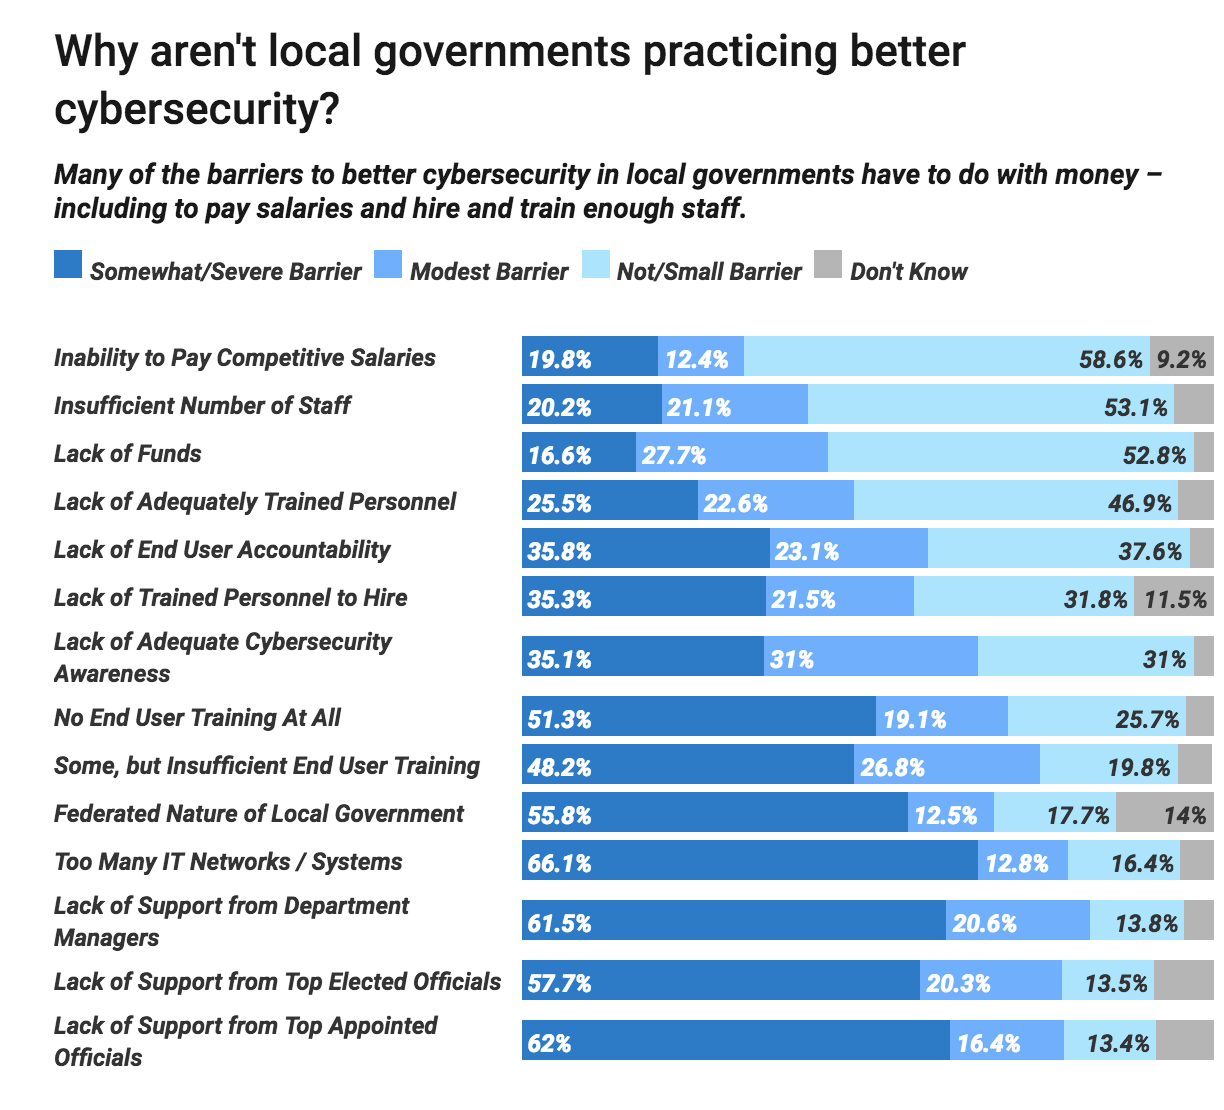 Why aren't local governments practicing better
cybersecurity?
Many of the barriers to better cybersecurity in local governments have to do with money –
including to pay salaries and hire and train enough staff.
Somewhat/Severe Barrier Modest Barrier Not/Small Barrier Don't Know
Inability to Pay Competitive Salaries 19.8% 12.4% 58.6% 9.2%
Insufficient Number of Staff 20.2% 21.1% 53.1%
Lack of Funds 16.6% 27.7% 52.8%
Lack of Adequately Trained Personnel 25.5% 22.6% 46.9%
Lack of End User Accountability 35.8% 23.1% 37.6%
Lack of Trained Personnel to Hire 35.3% 21.5% 31.8% 11.5%
Lack of Adequate Cybersecurity
Awareness 35.1% 31% 31%
No End User Training At All 51.3% 19.1% 25.7%
Some, but Insufficient End User Training 48.2% 26.8% 19.8%
Federated Nature of Local Government 55.8% 12.5% 17.7% 14%
Too Many IT Networks / Systems 66.1% 12.8% 16.4%
Lack of Support from Department
Managers 61.5% 20.6% 13.8%
Lack of Support from Top Elected Officials 57.7% 20.3% 13.5%
Lack of Support from Top Appointed
Officials 62% 16.4% 13.4%